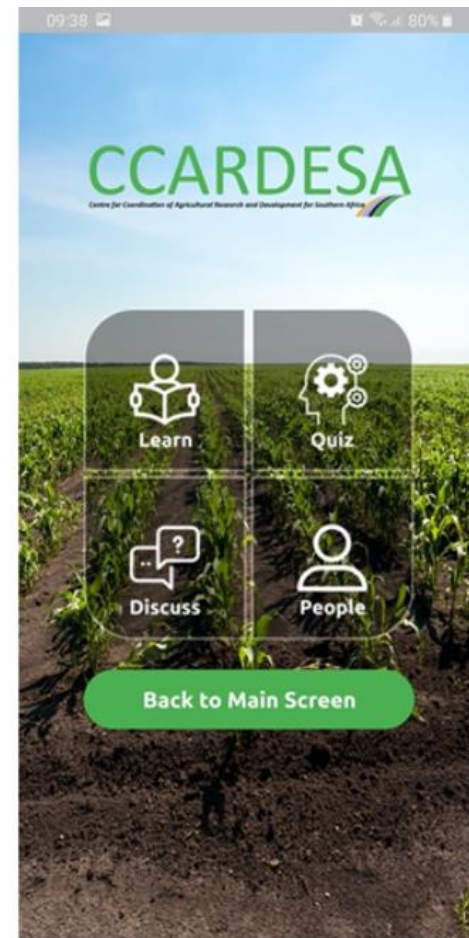 09:38 80%
CCARDESA
Centre for Coordination of Agricultural Research and Development for Southern Africa
Learn Quiz
?
Discuss People
Back to Main Screen